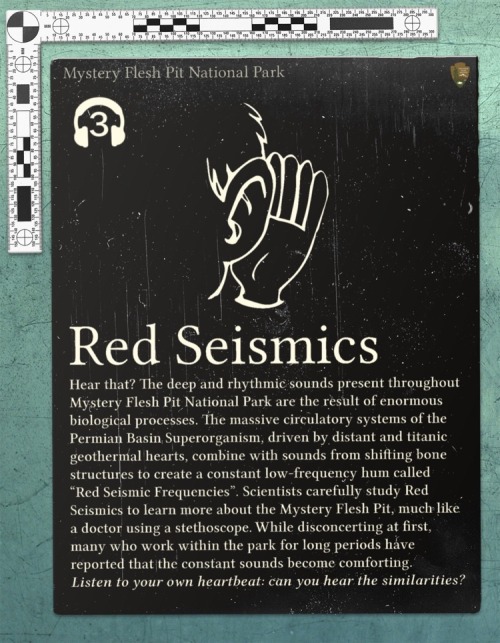 Mystery Flesh Pit National Park
3
Red Seismics
Hear that? The deep and rhythmic sounds present throughout
Mystery Flesh Pit National Park are the result of enormous
biological processes. The massive circulatory systems of the
Permian Basin Superorganism, driven by distant and titanic
geothermal hearts, combine with sounds from shifting bone
structures to create a constant low-frequency hum called
“Red Seismic Frequencies”. Scientists carefully study Red
Seismics to learn more about the Mystery Flesh Pit, much like
a doctor using a stethoscope. While disconcerting at first,
many who work within the park for long periods have
reported that the constant sounds become comforting.
Listen to your own heartbeat: can you hear the similarities?